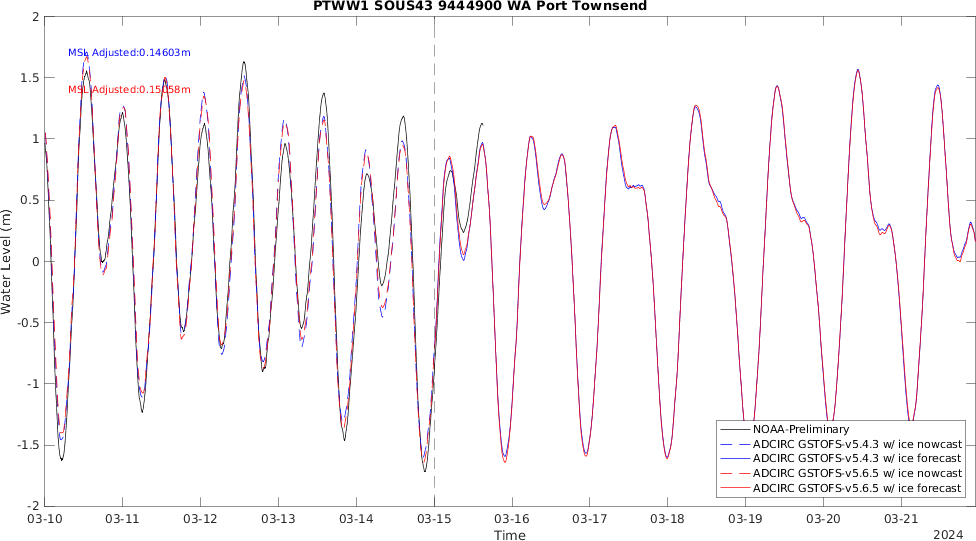 PTWW1 SOUS43 9444900 WA Port Townsend
MSL Adjusted:0.14603m
MSL Adjusted:0.15058m
2
1.5
1
0.5
0
-0.5
-1
-1.5
-2
Water Level (m)
NOAA-Preliminary
ADCIRC GSTOFS-v5.4.3 w/ ice nowcast
ADCIRC GSTOFS-v5.4.3 w/ ice forecast
ADCIRC GSTOFS-v5.6.5 w/ ice nowcast
ADCIRC GSTOFS-v5.6.5 w/ ice forecast
03-10 03-11 03-12 03-13 03-14 03-15 03-16 03-17 03-18 03-19 03-20 03-21
Time
2024